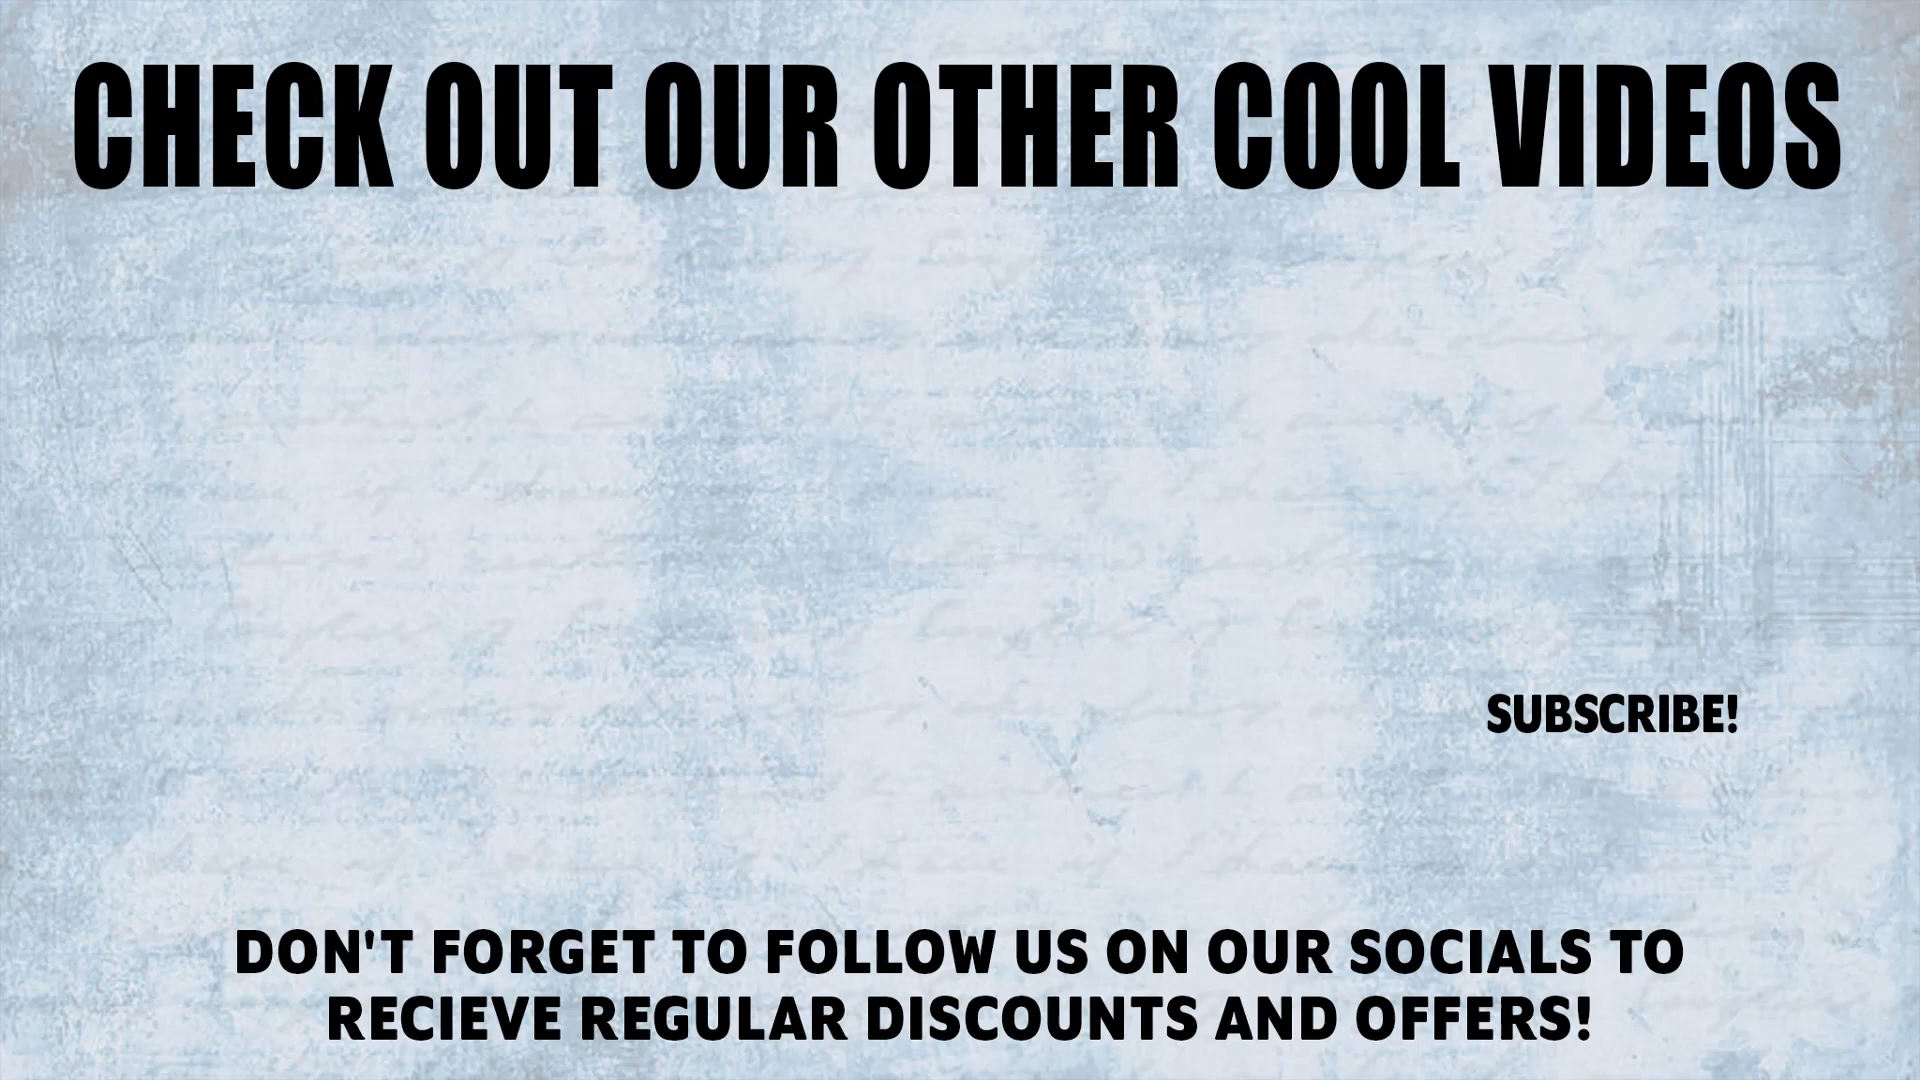 CHECK OUT OUR OTHER COOL VIDEOS
SUBSCRIBE!
DON'T FORGET TO FOLLOW US ON OUR SOCIALS TO
RECIEVE REGULAR DISCOUNTS AND OFFERS!